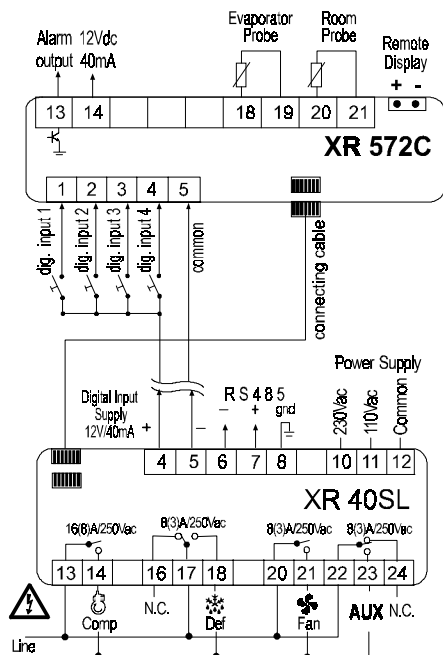 Evaporator Probe
Room Probe
Alarm output
12Vdc 40mA
Remote Display
+ -
13 14 18 19 20 21
XR 572C
1 2 3 4 5
dig. input 1
dig. input 2
dig. input 3
dig. input 4
common
connecting cable
Power Supply
Digital Input Supply 12V/40mA
+
-
RS485
- + gnd
230Vac
110Vac
Common
4 5 6 7 8 10 11 12
XR 40SL
16(6)A/250Vac
8(3)A/250Vac
8(3)A/250Vac
8(3)A/250Vac
13 14 16 17 18 20 21 22 23 24
Comp
N.C.
Def
Fan
AUX
N.C.
Line